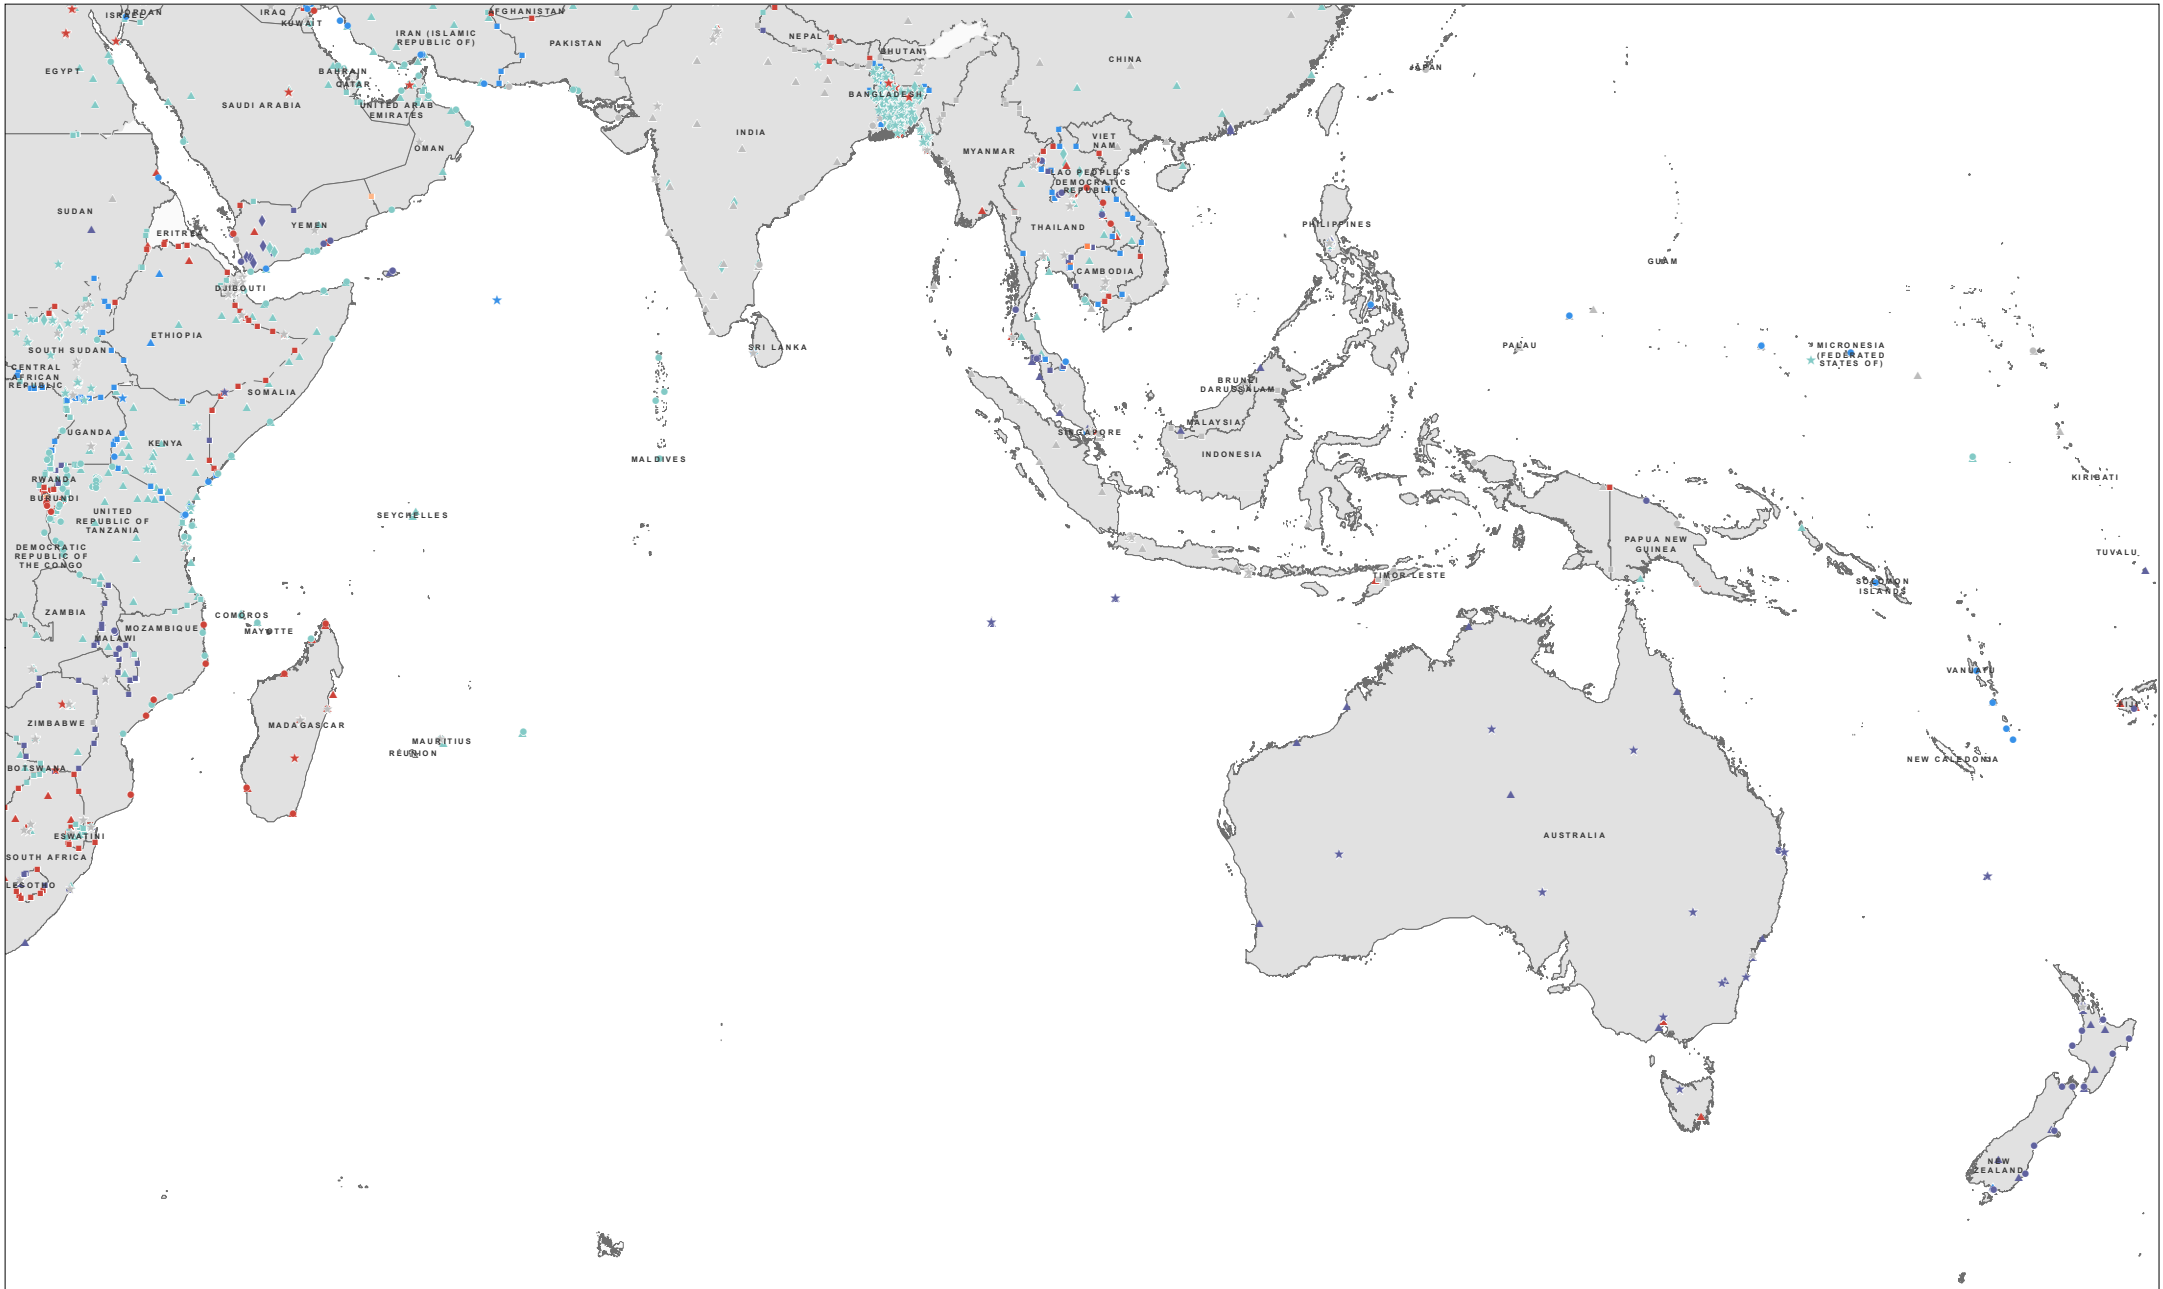 ISRAEL
JORDAN
IRAQ
KUWAIT
IRAN (ISLAMIC
REPUBLIC OF)
AFGHANISTAN
PAKISTAN
NEPAL
BHUTAN
CHINA
JAPAN
EGYPT
BAHRAIN
QATAR
SAUDI ARABIA
UNITED ARAB
EMIRATES
OMAN
BANGLADESH
INDIA
MYANMAR
VIET
NAM
LAO PEOPLE'S
DEMOCRATIC
REPUBLIC
SUDAN
ERITREA
YEMEN
THAILAND
PHILIPPINES
GUAM
DJIBOUTI
CAMBODIA
ETHIOPIA
SOUTH SUDAN
SRI LANKA
PALAU
MICRONESIA
(FEDERATED
STATES OF)
CENTRAL
AFRICAN
REPUBLIC
SOMALIA
BRUNEI
DARUSSALAM
UGANDA
KENYA
MALDIVES
SINGAPORE
MALAYSIA
INDONESIA
KIRIBATI
RWANDA
BURUNDI
UNITED
REPUBLIC OF
TANZANIA
SEYCHELLES
PAPUA NEW
GUINEA
TUVALU
DEMOCRATIC
REPUBLIC OF
THE CONGO
TIMOR-LESTE
SOLOMON
ISLANDS
ZAMBIA
COMOROS
MAYOTTE
MOZAMBIQUE
MALAWI
VANUATU
ZIMBABWE
MADAGASCAR
MAURITIUS
RÉUNION
FIJI
NEW CALEDONIA
BOTSWANA
ESWATINI
AUSTRALIA
SOUTH AFRICA
LESOTHO
NEW
ZEALAND